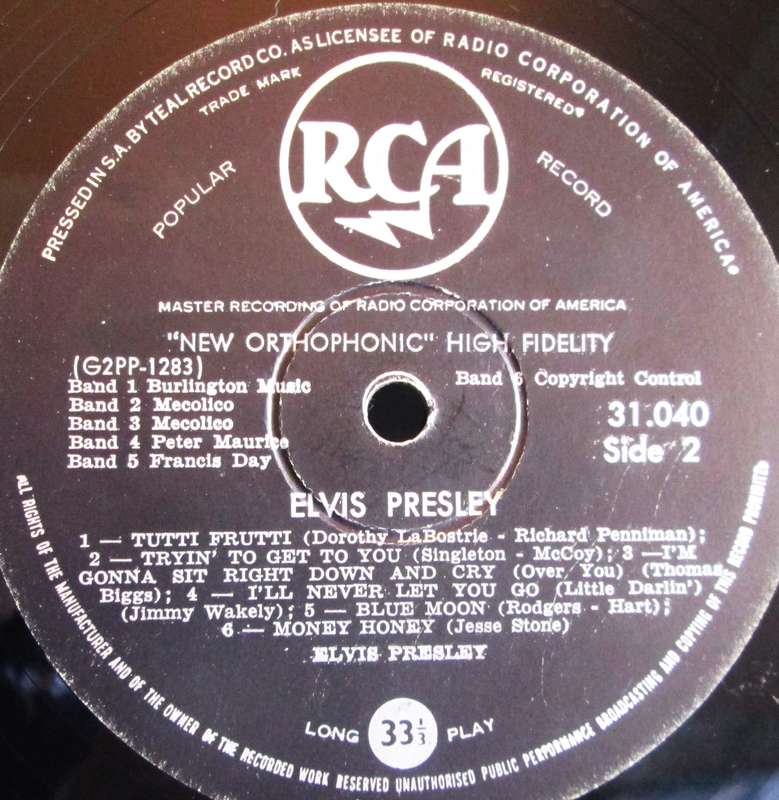 PRESSED IN S.A. BY TEAL RECORD CO. AS LICENSEE OF RADIO CORPORATION OF AMERICA.
TRADE MARK
REGISTERED
POPULAR
RECORD
RCA
MASTER RECORDING OF RADIO CORPORATION OF AMERICA
"NEW ORTHOPHONIC" HIGH FIDELITY
(G2PP-1283)
Band 1 Burlington Music
Band 6 Copyright Control
Band 2 Mecolico
Band 3 Mecolico
31.040
Band 4 Peter Maurice
Side 2
Band 5 Francis Day
ELVIS PRESLEY
1 — TUTTI FRUTTI (Dorothy LaBostrie - Richard Penniman);
2 — TRYIN' TO GET TO YOU (Singleton - McCoy); 3 —I'M
GONNA SIT RIGHT DOWN AND CRY (Over You) (Thomas-
Biggs); 4 — I'LL NEVER LET YOU GO (Little Darlin')
(Jimmy Wakely); 5 — BLUE MOON (Rodgers - Hart);
6 — MONEY HONEY (Jesse Stone)
ELVIS PRESLEY
LONG 33 1/3 PLAY
ALL RIGHTS OF THE MANUFACTURER AND OF THE OWNER OF THE RECORDED WORK RESERVED UNAUTHORISED PUBLIC PERFORMANCE BROADCASTING AND COPYING OF THIS RECORD PROHIBITED